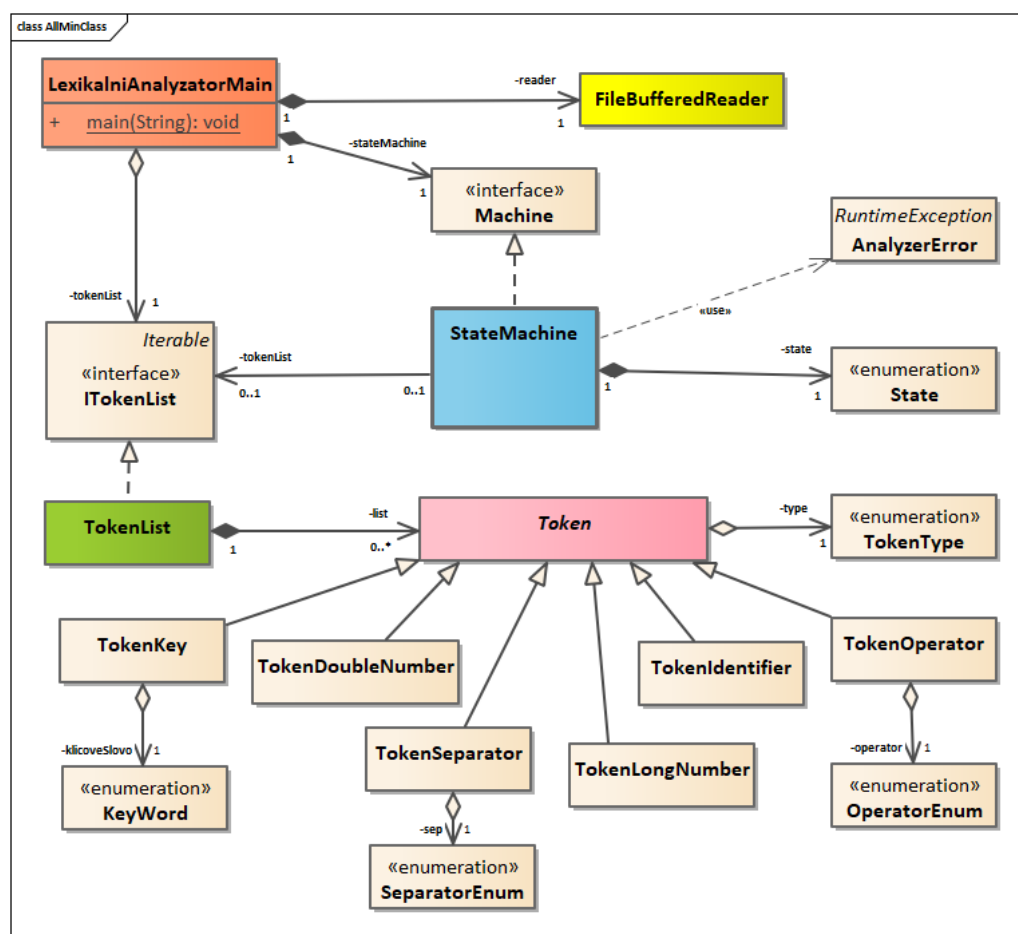 class AllMinClass
LexikalniAnalyzatorMain
+ main(String): void
-reader
1
1
FileBufferedReader
1
-stateMachine
1
«interface»
Machine
RuntimeException
AnalyzerError
-tokenList
1
Iterable
«interface»
ITokenList
-tokenList
0..1
0..1
StateMachine
«use»
-state
1
1
«enumeration»
State
TokenList
1
-list
0..*
Token
-type
1
«enumeration»
TokenType
TokenKey
TokenDoubleNumber
TokenSeparator
TokenLongNumber
TokenIdentifier
TokenOperator
-klicoveSlovo
1
«enumeration»
KeyWord
-sep
1
«enumeration»
SeparatorEnum
-operator
1
«enumeration»
OperatorEnum